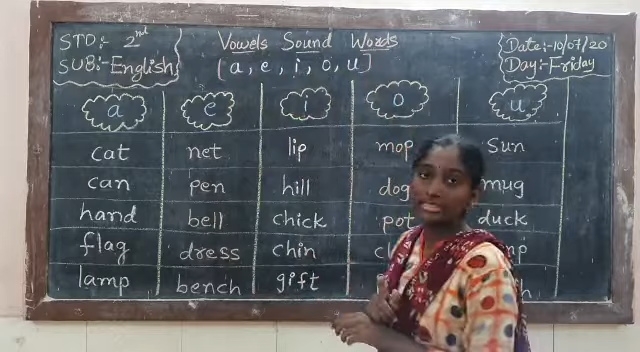 STD:- 2nd
SUB:-English
Vowels Sound Words
[a, e, i, o, u]
Date:-10/07/20
Day:-Friday
a e i o u
cat net lip mop Sun
can pen hill dog mug
hand bell chick pot duck
flag dress chin
lamp bench gift